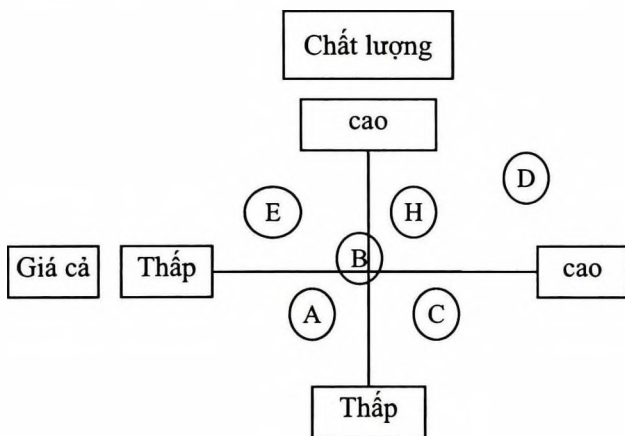 Chất lượng
cao
D
E
H
B
Giá cả
Thấp
cao
A
C
Thấp